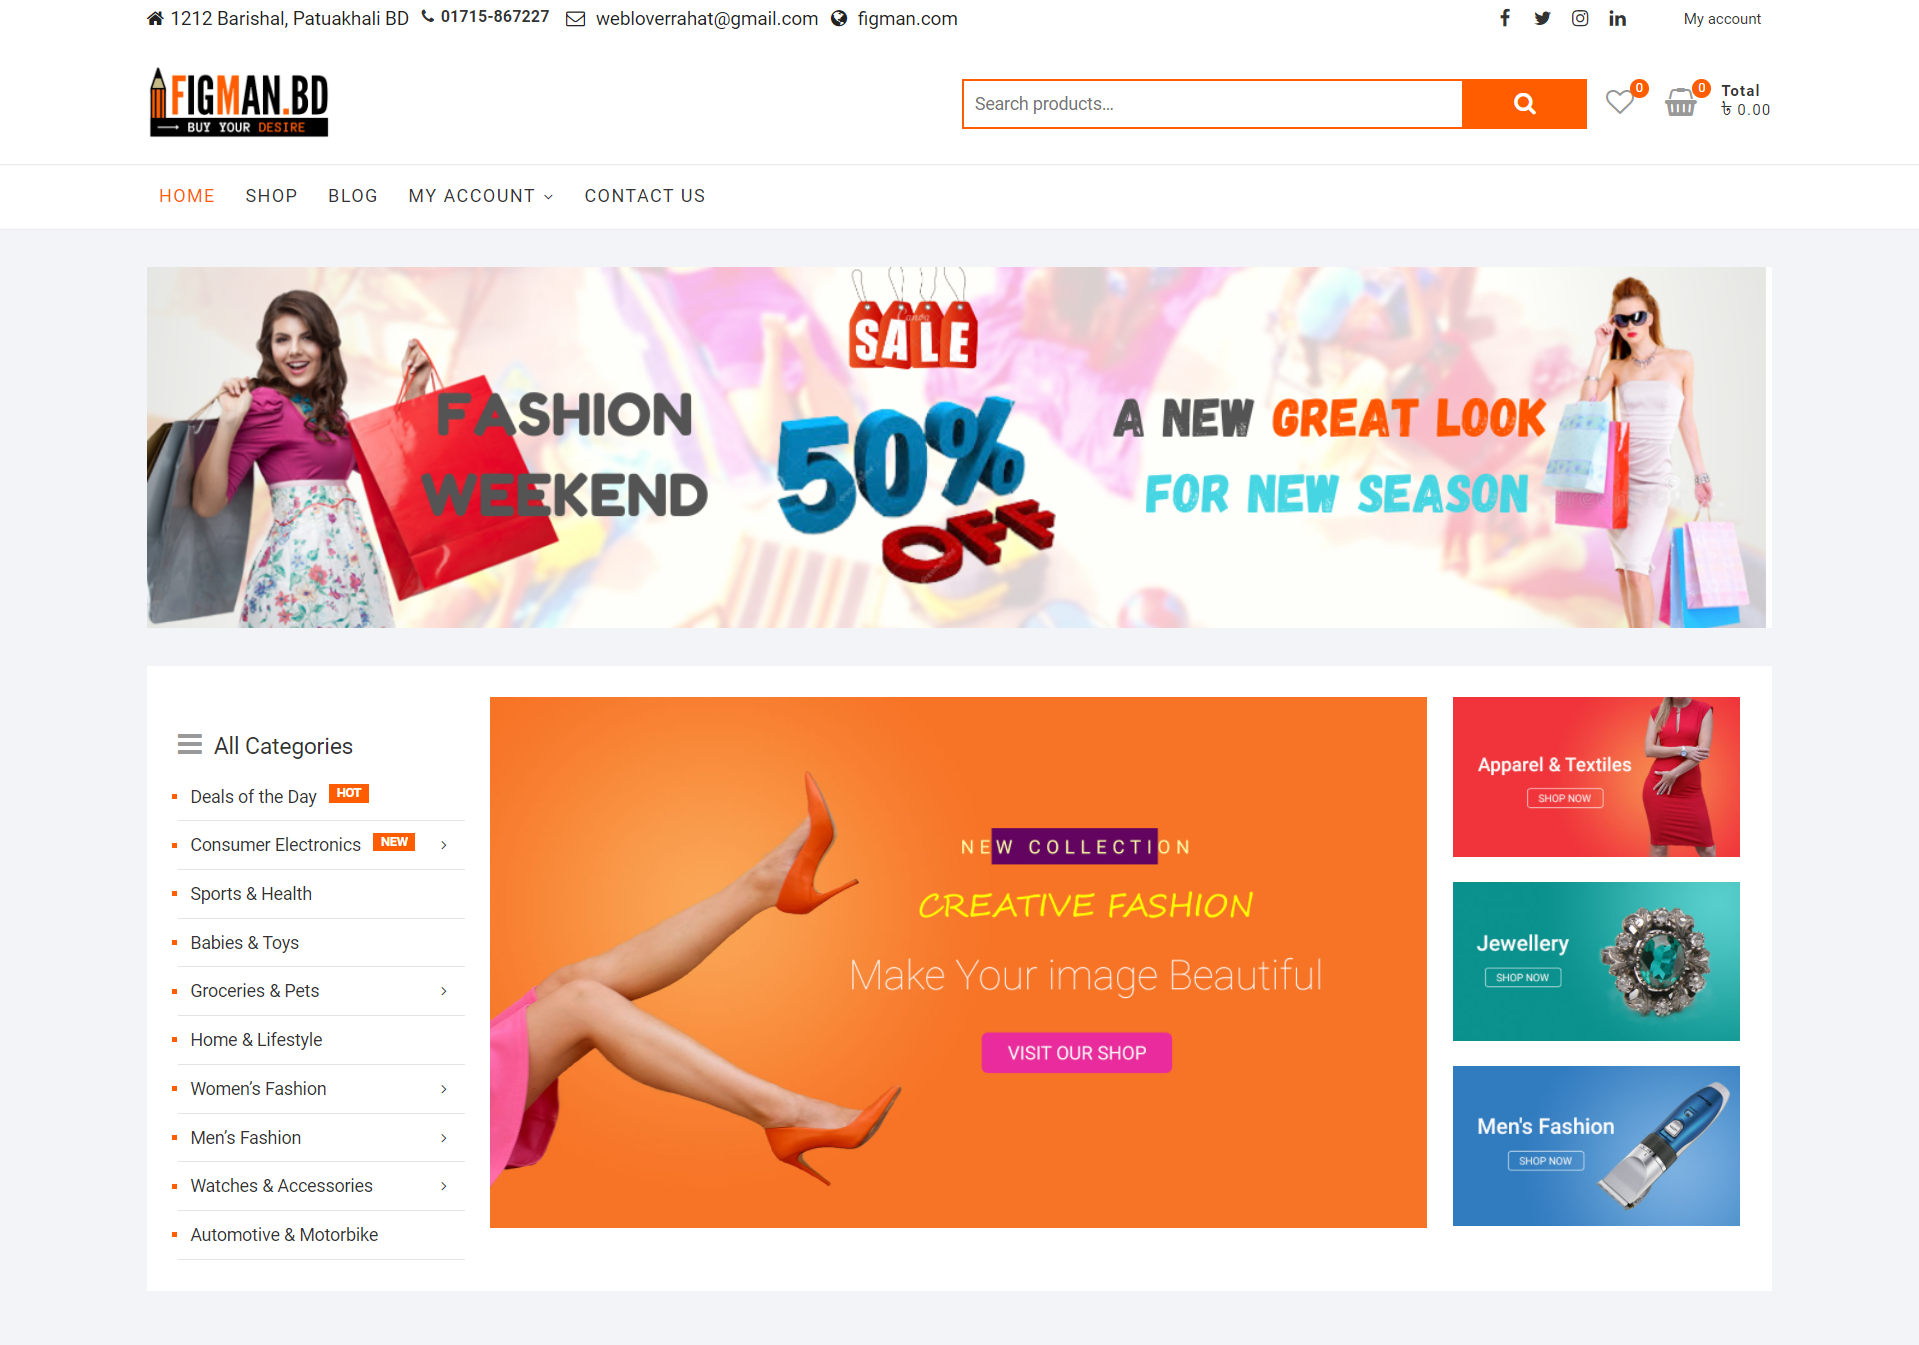 1212 Barishal, Patuakhali BD 01715-867227 webloverrahat@gmail.com figman.com
My account
FIGMAN.BD
BUY YOUR DESIRE
Search products...
0
0
Total
৳ 0.00
HOME SHOP BLOG MY ACCOUNT CONTACT US
SALE
FASHION
WEEKEND
50%
OFF
A NEW GREAT LOOK
FOR NEW SEASON
All Categories
Deals of the Day HOT
Consumer Electronics NEW
Sports & Health
Babies & Toys
Groceries & Pets
Home & Lifestyle
Women’s Fashion
Men’s Fashion
Watches & Accessories
Automotive & Motorbike
NEW COLLECTION
CREATIVE FASHION
Make Your image Beautiful
VISIT OUR SHOP
Apparel & Textiles
SHOP NOW
Jewellery
SHOP NOW
Men's Fashion
SHOP NOW